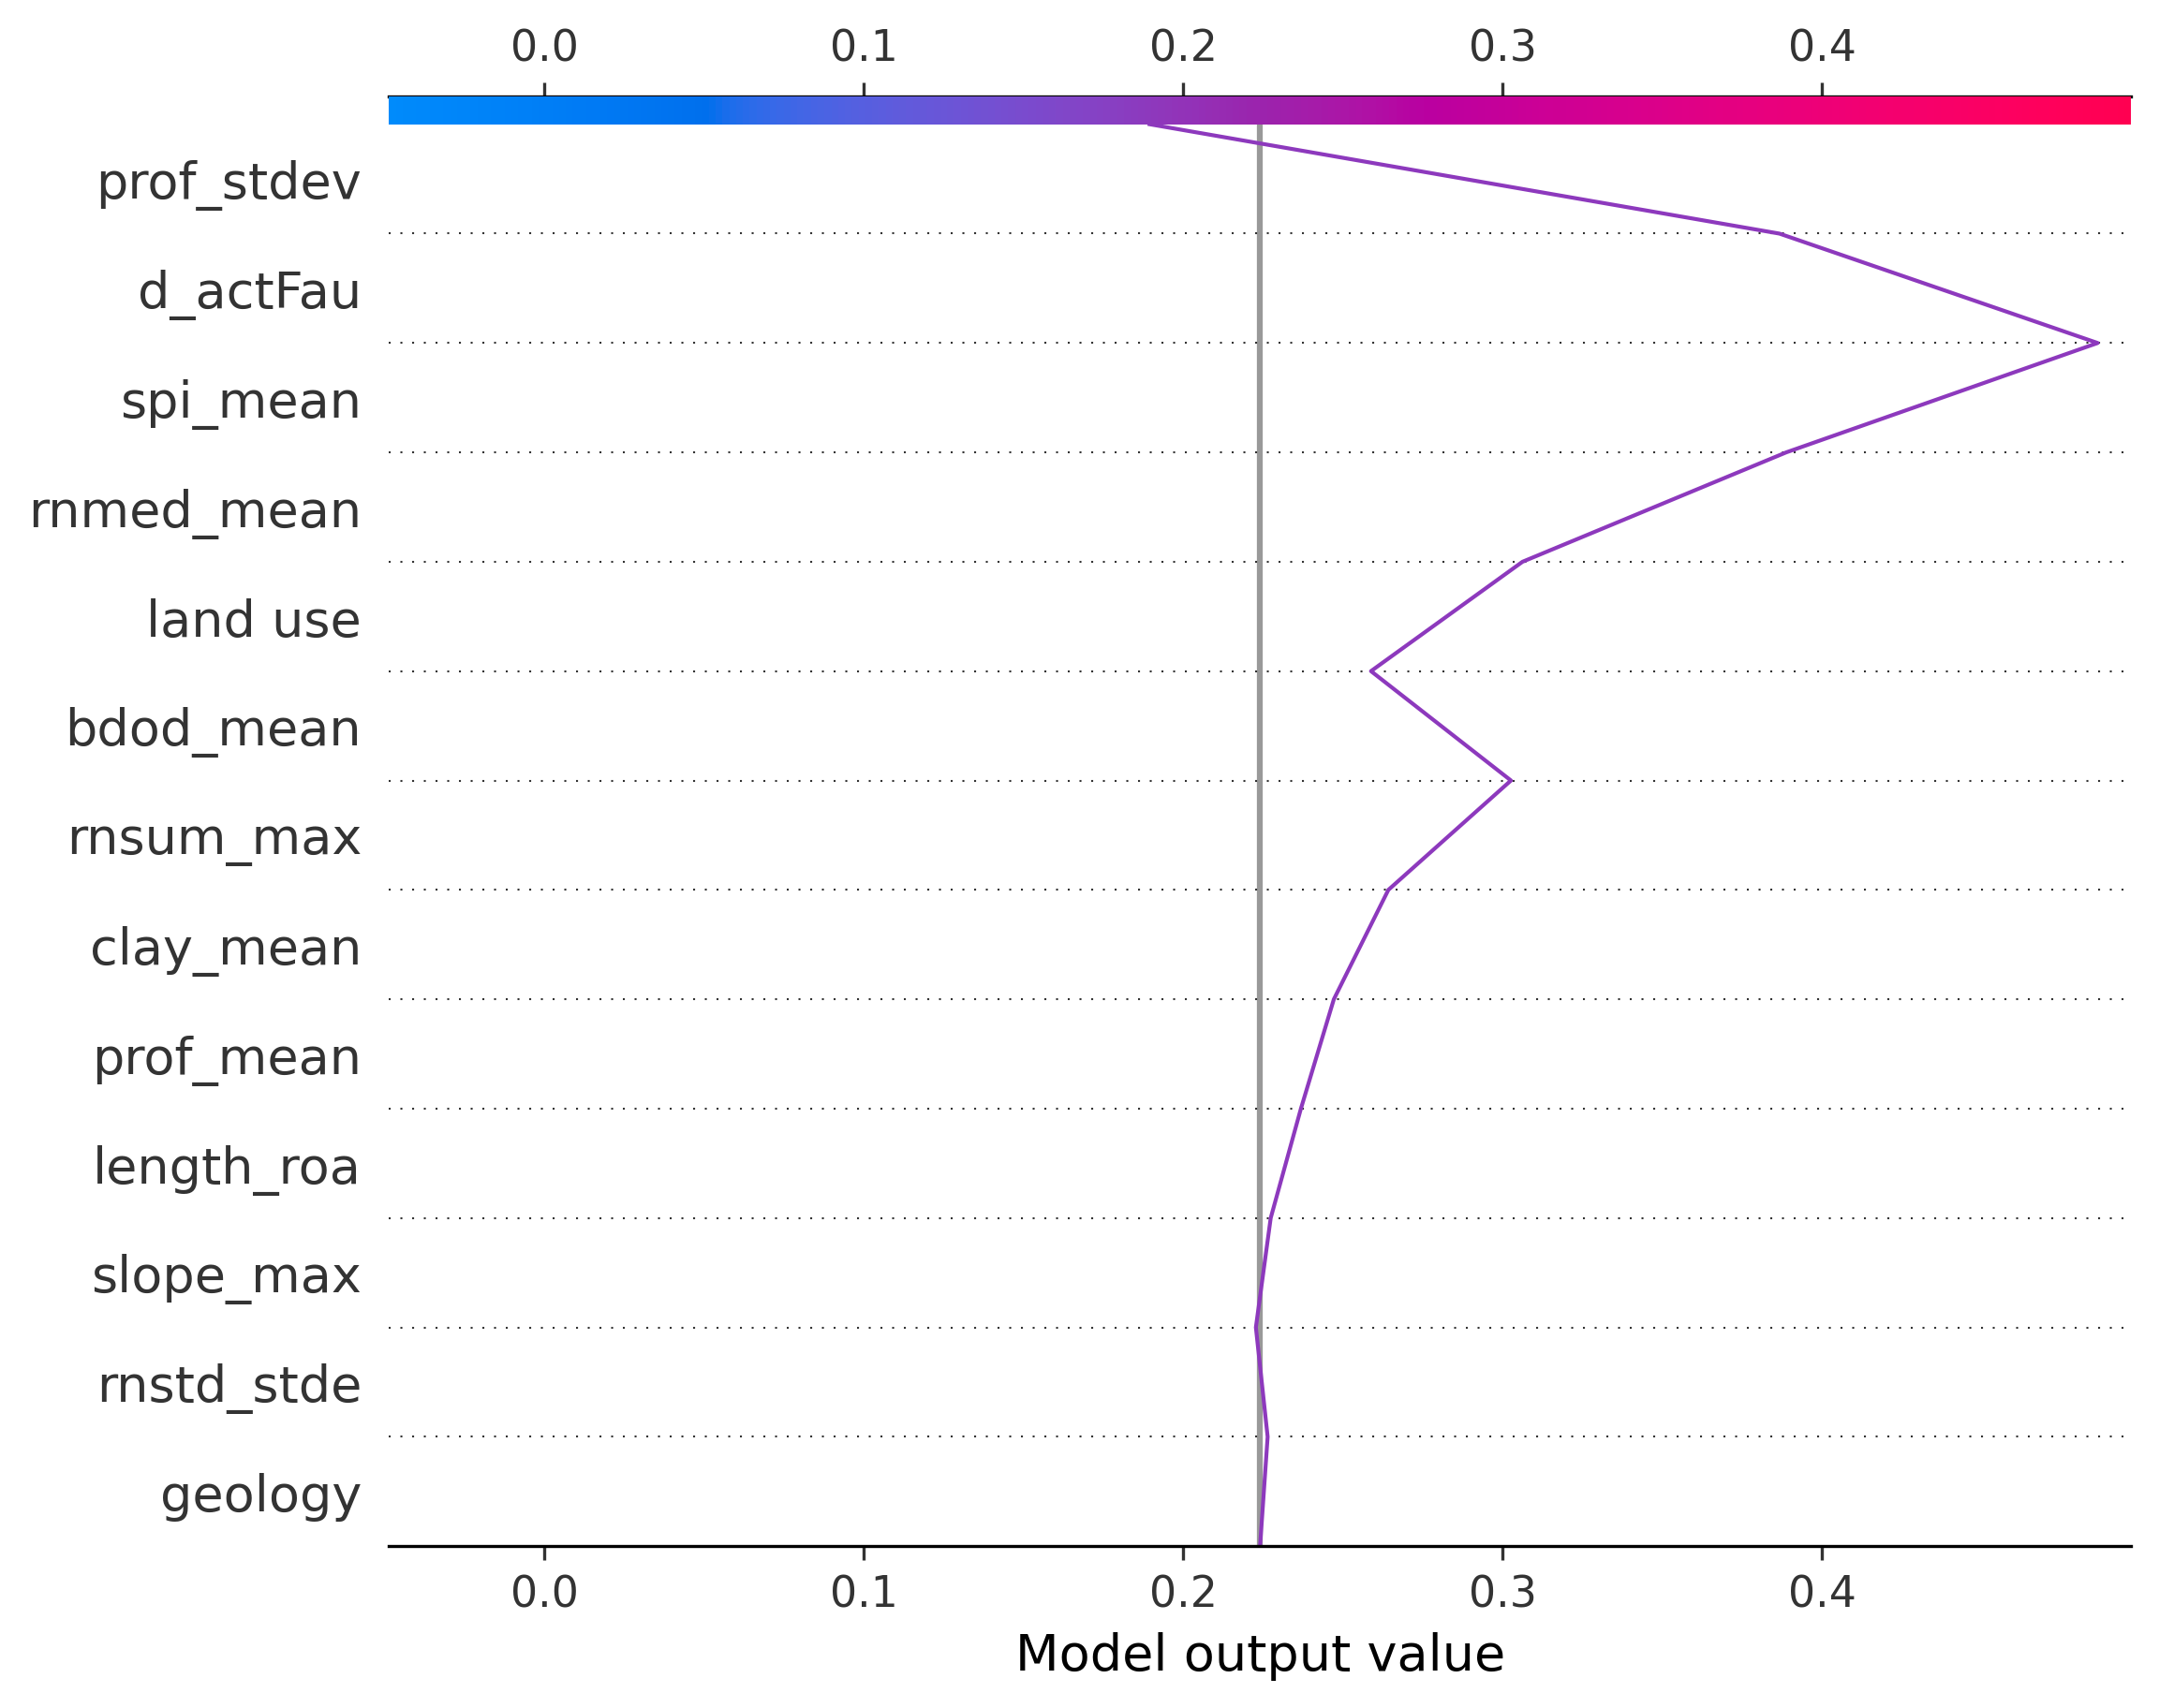 0.0 0.1 0.2 0.3 0.4
prof_stdev
d_actFau
spi_mean
rnmed_mean
land use
bdod_mean
rnsum_max
clay_mean
prof_mean
length_roa
slope_max
rnstd_stde
geology
0.0 0.1 0.2 0.3 0.4
Model output value